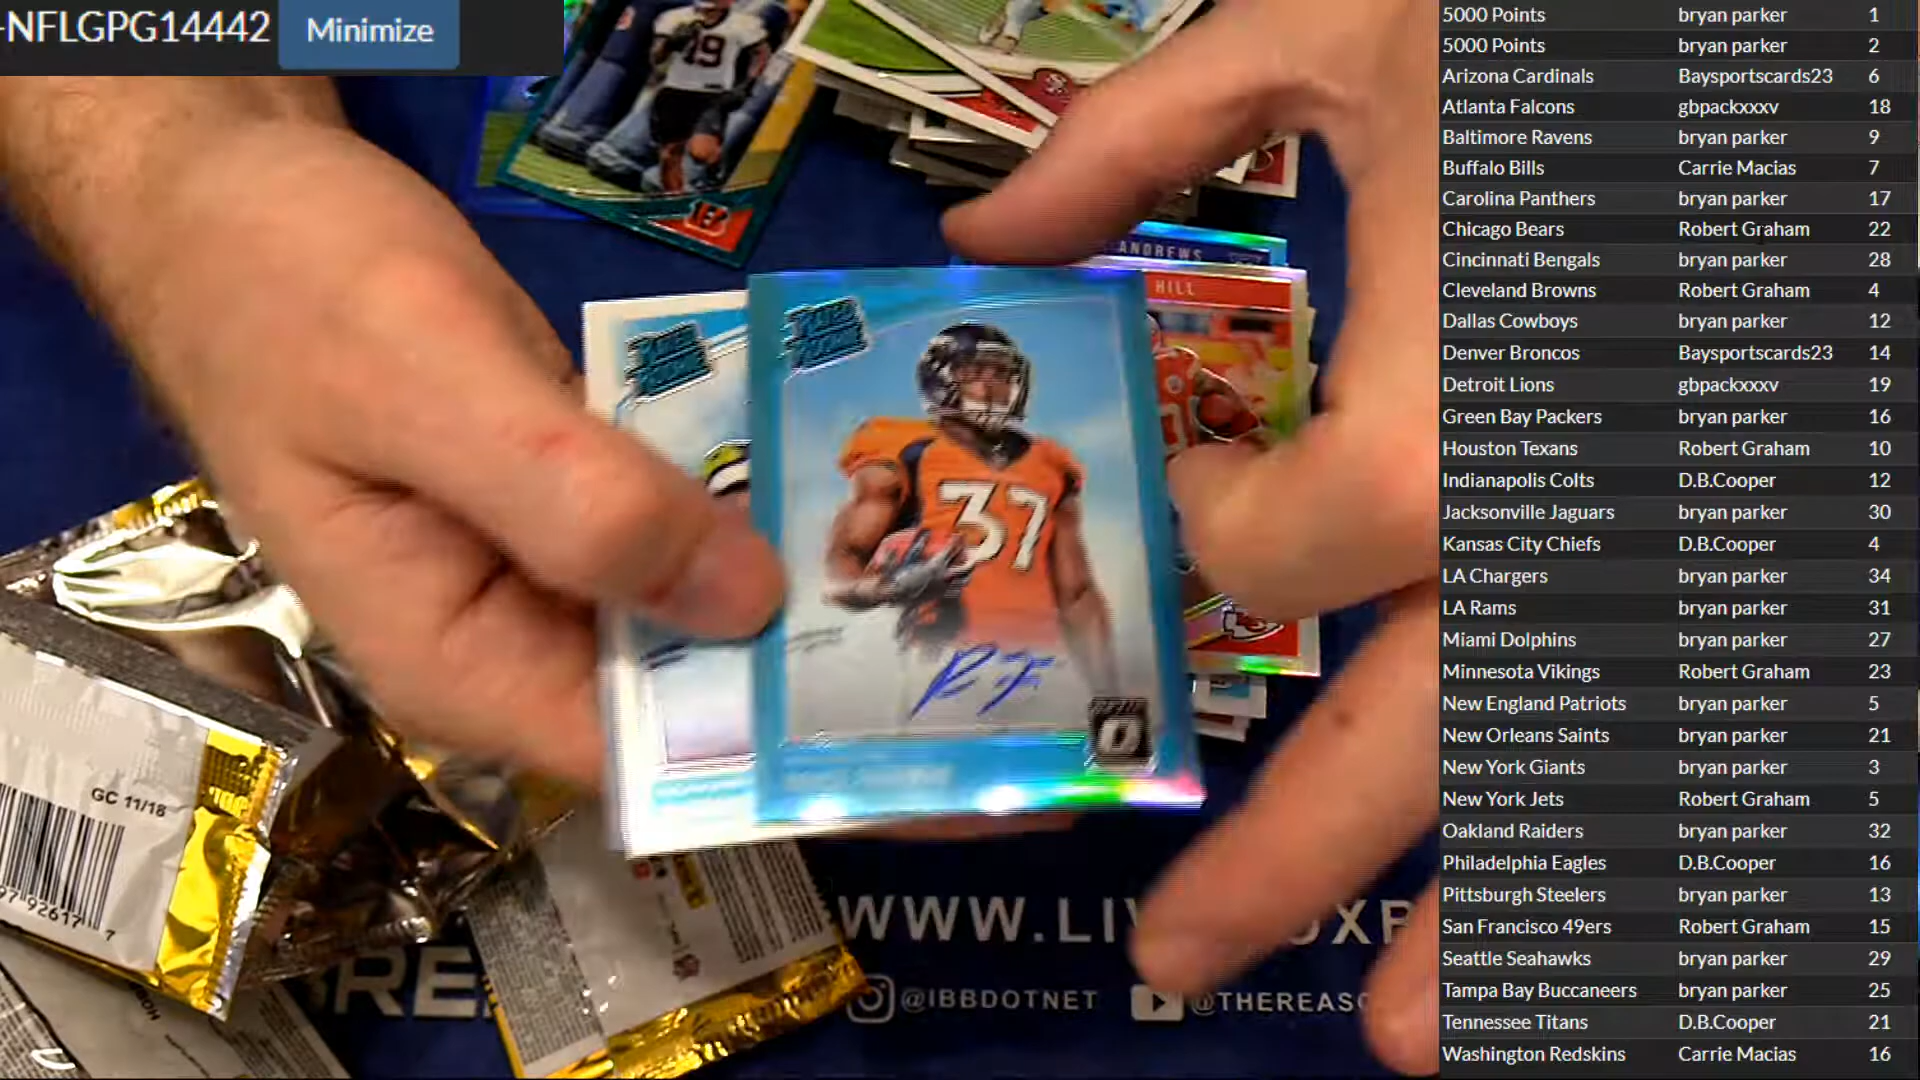 -NFLGPG14442 Minimize
5000 Points bryan parker 1
5000 Points bryan parker 2
Arizona Cardinals Baysportscards23 6
Atlanta Falcons gbpackxxxv 18
Baltimore Ravens bryan parker 9
Buffalo Bills Carrie Macias 7
Carolina Panthers bryan parker 17
Chicago Bears Robert Graham 22
Cincinnati Bengals bryan parker 28
Cleveland Browns Robert Graham 4
Dallas Cowboys bryan parker 12
Denver Broncos Baysportscards23 14
Detroit Lions gbpackxxxv 19
Green Bay Packers bryan parker 16
Houston Texans Robert Graham 10
Indianapolis Colts D.B.Cooper 12
Jacksonville Jaguars bryan parker 30
Kansas City Chiefs D.B.Cooper 4
LA Chargers bryan parker 34
LA Rams bryan parker 31
Miami Dolphins bryan parker 27
Minnesota Vikings Robert Graham 23
New England Patriots bryan parker 5
New Orleans Saints bryan parker 21
New York Giants bryan parker 3
New York Jets Robert Graham 5
Oakland Raiders bryan parker 32
Philadelphia Eagles D.B.Cooper 16
Pittsburgh Steelers bryan parker 13
San Francisco 49ers Robert Graham 15
Seattle Seahawks bryan parker 29
Tampa Bay Buccaneers bryan parker 25
Tennessee Titans D.B.Cooper 21
Washington Redskins Carrie Macias 16
19
ANDREWS
HILL
RATED
ROOKIE
37
GC 11/18
92617 7
WWW.LIV
BRE
@IBBDOTNET @THEREASO